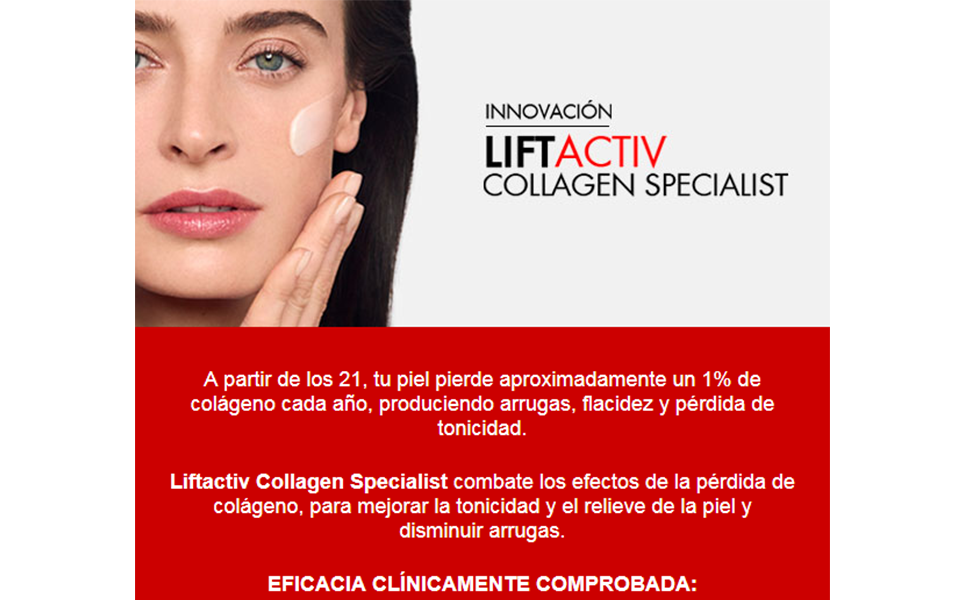 INNOVACIÓN
LIFTACTIV
COLLAGEN SPECIALIST
A partir de los 21, tu piel pierde aproximadamente un 1% de
colágeno cada año, produciendo arrugas, flacidez y pérdida de
tonicidad.
Liftactiv Collagen Specialist combate los efectos de la pérdida de
colágeno, para mejorar la tonicidad y el relieve de la piel y
disminuir arrugas.
EFICACIA CLÍNICAMENTE COMPROBADA: